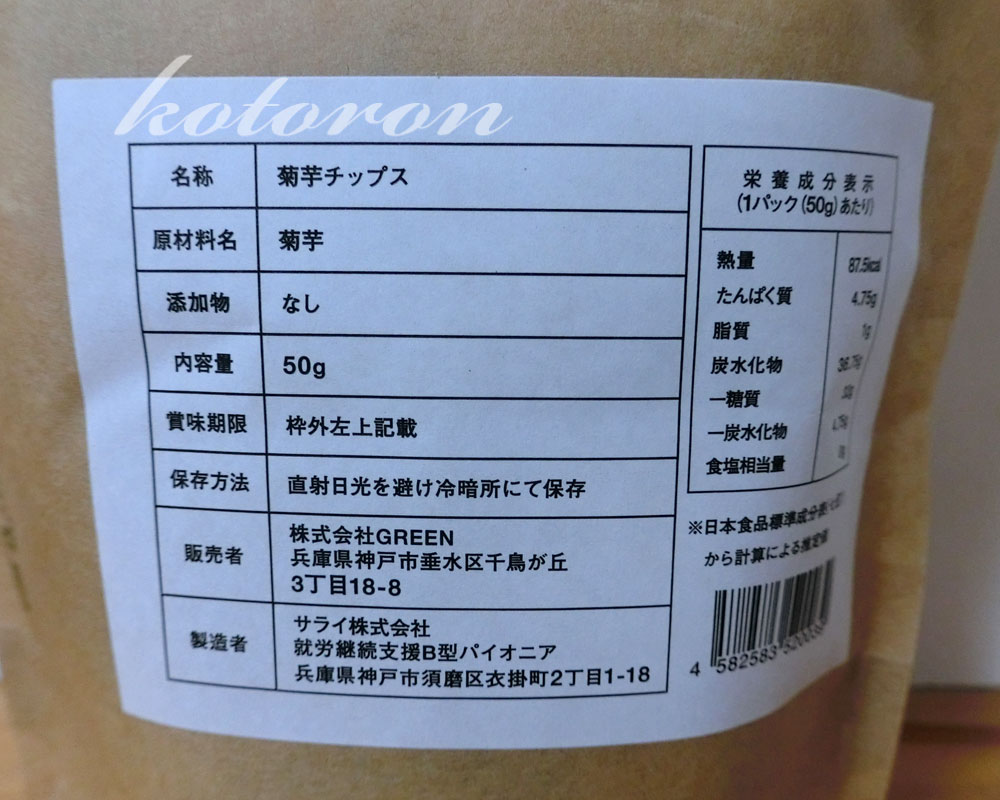 kotoron
名称 菊芋チップス
原材料名 菊芋
添加物 なし
内容量 50g
賞味期限 枠外左上記載
保存方法 直射日光を避け冷暗所にて保存
販売者 株式会社GREEN
兵庫県神戸市垂水区千鳥が丘
3丁目18-8
製造者 サライ株式会社
就労継続支援B型パイオニア
兵庫県神戸市須磨区衣掛町2丁目1-18
栄養成分表示
(1パック(50g)あたり)
熱量 87.5kcal
たんぱく質 4.75g
脂質 1g
炭水化物
ー糖質
ー炭水化物
食塩相当量
※日本食品標準成分表
から計算による推定値
4 582583